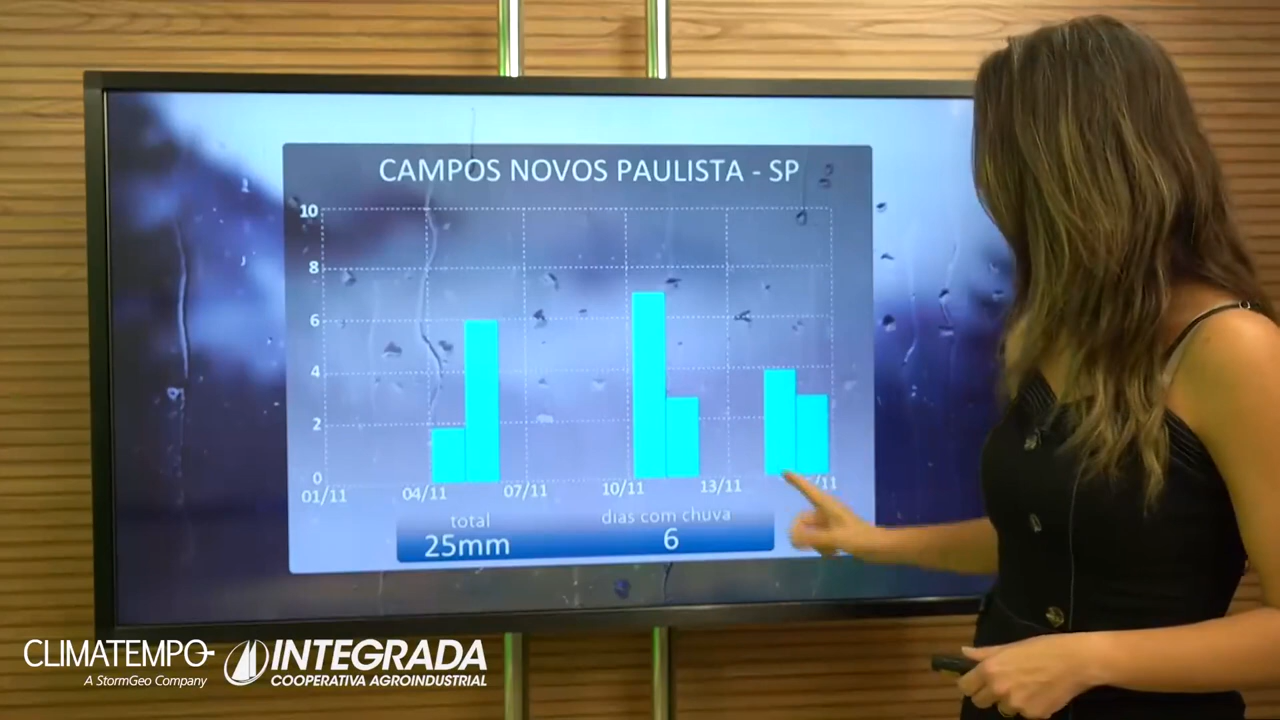 CAMPOS NOVOS PAULISTA - SP
10
8
6
4
2
0
01/11 04/11 07/11 10/11 13/11 /11
total dias com chuva
25mm 6
CLIMATEMPO
A StormGeo Company
INTEGRADA
COOPERATIVA AGROINDUSTRIAL